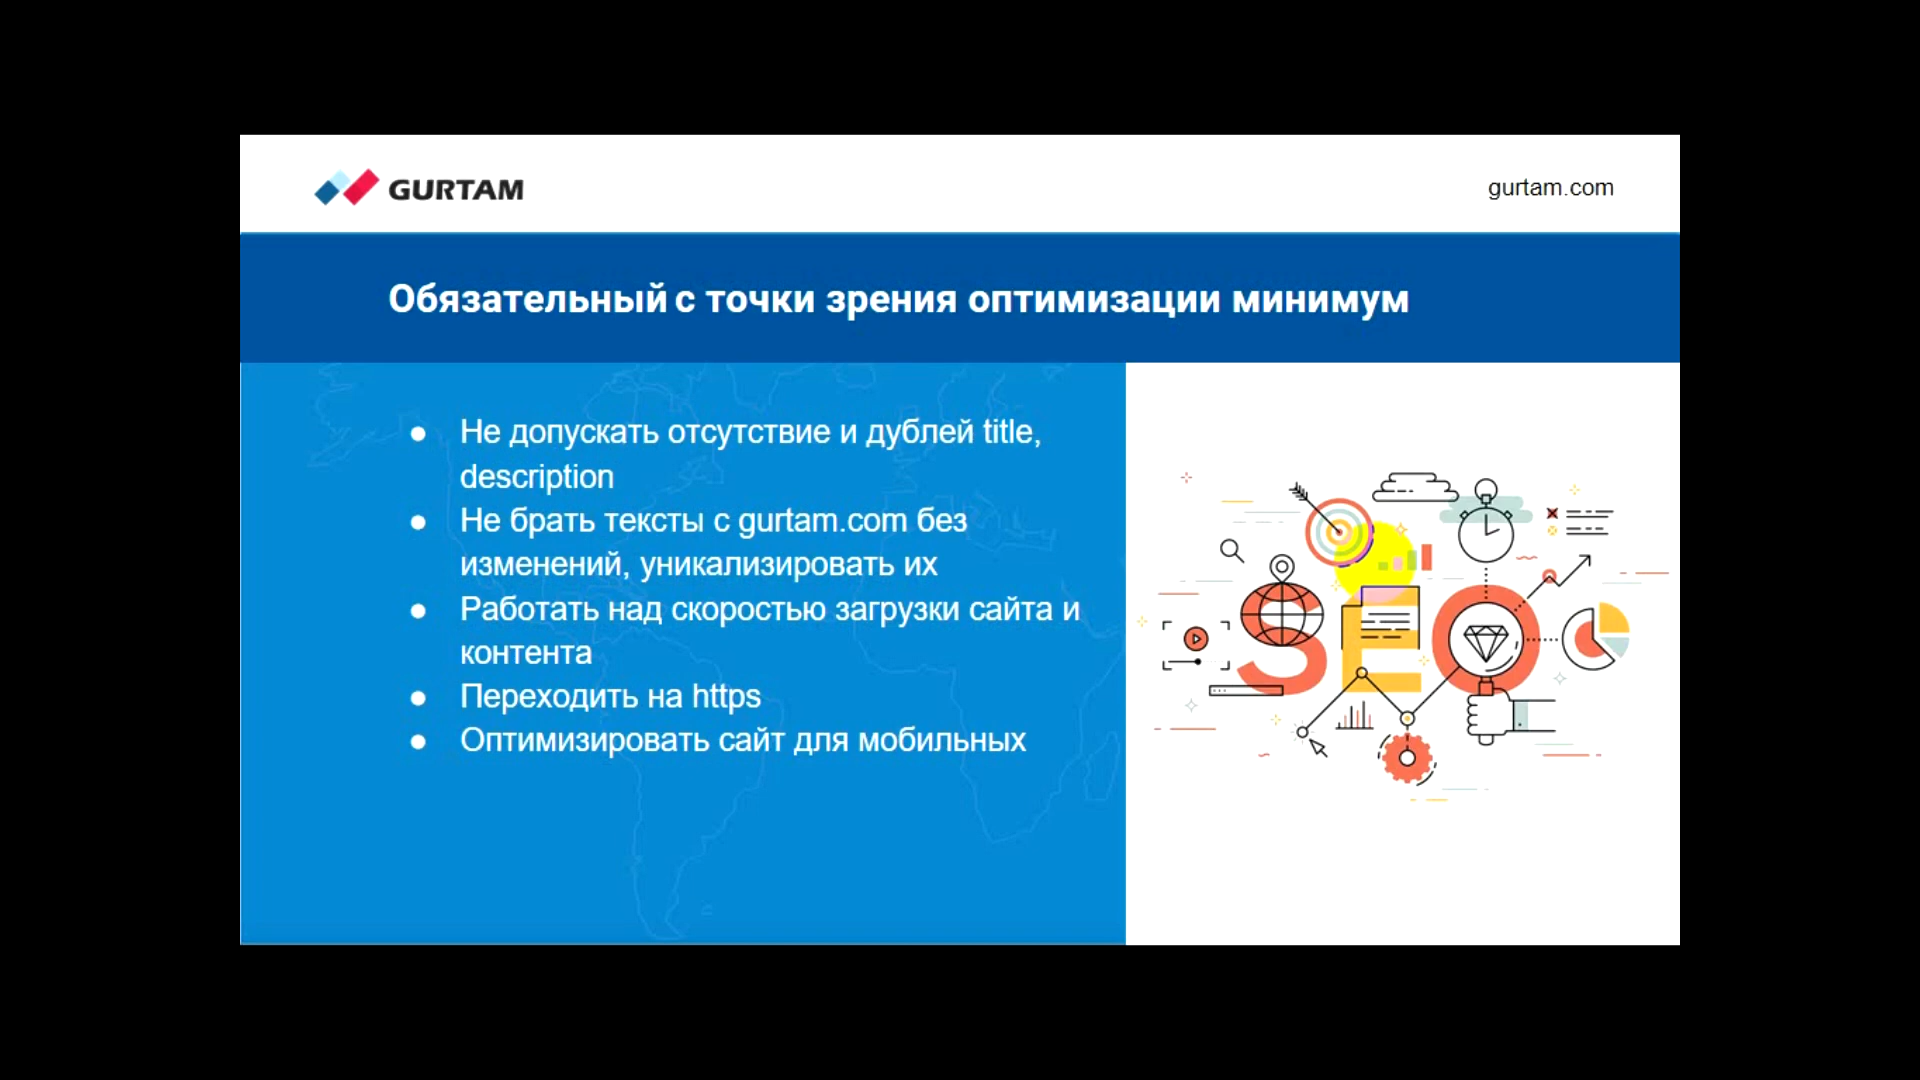 GURTAM
gurtam.com
Обязательный с точки зрения оптимизации минимум
● Не допускать отсутствие и дублей title,
description
● Не брать тексты с gurtam.com без
изменений, уникализировать их
● Работать над скоростью загрузки сайта и
контента
● Переходить на https
● Оптимизировать сайт для мобильных
SEO